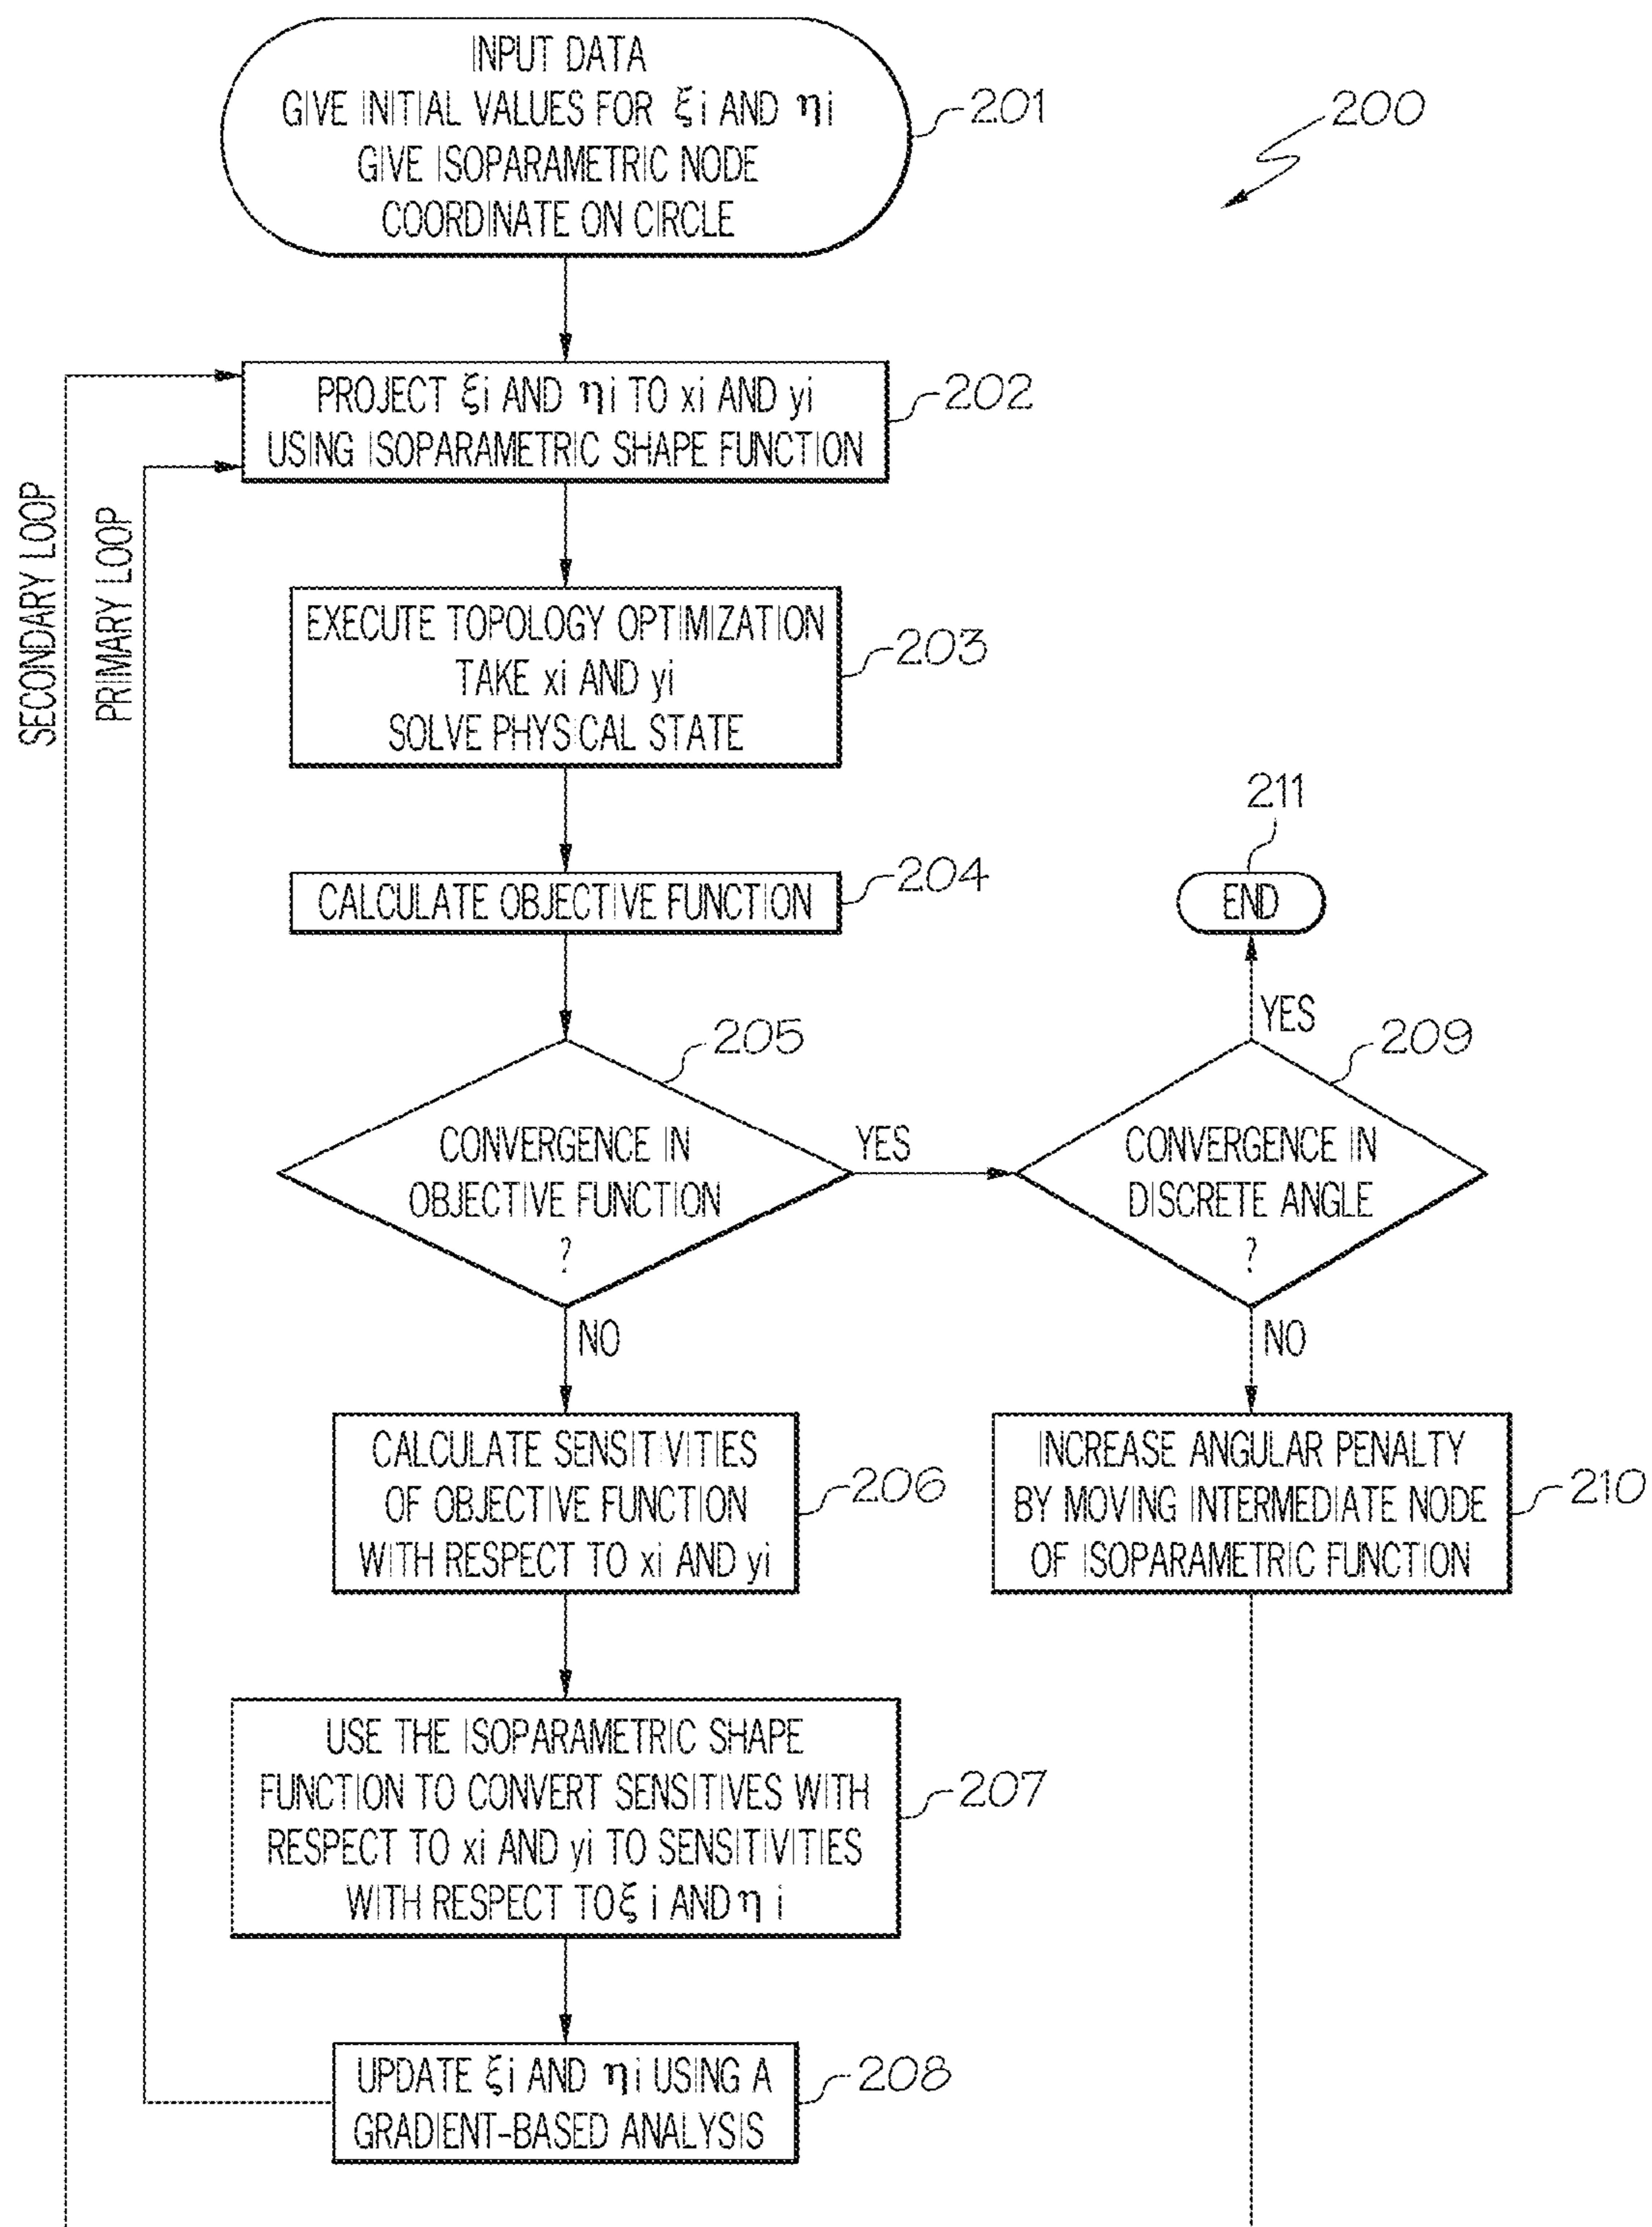 INPUT DATA
GIVE INITIAL VALUES FOR ξi AND ηi
GIVE ISOPARAMETRIC NODE
COORDINATE ON CIRCLE
201
200
PROJECT ξi AND ηi TO xi AND yi
USING ISOPARAMETRIC SHAPE FUNCTION
202
SECONDARY LOOP
PRIMARY LOOP
EXECUTE TOPOLOGY OPTIMIZATION
TAKE xi AND yi
SOLVE PHYSICAL STATE
203
CALCULATE OBJECTIVE FUNCTION
204
211
END
YES
205
CONVERGENCE IN
OBJECTIVE FUNCTION
?
YES
209
CONVERGENCE IN
DISCRETE ANGLE
?
NO
NO
CALCULATE SENSITIVITIES
OF OBJECTIVE FUNCTION
WITH RESPECT TO xi AND yi
206
INCREASE ANGULAR PENALTY
BY MOVING INTERMEDIATE NODE
OF ISOPARAMETRIC FUNCTION
210
USE THE ISOPARAMETRIC SHAPE
FUNCTION TO CONVERT SENSITIVES WITH
RESPECT TO xi AND yi TO SENSITIVITIES
WITH RESPECT TO ξ i AND η i
207
UPDATE ξi AND ηi USING A
GRADIENT-BASED ANALYSIS
208